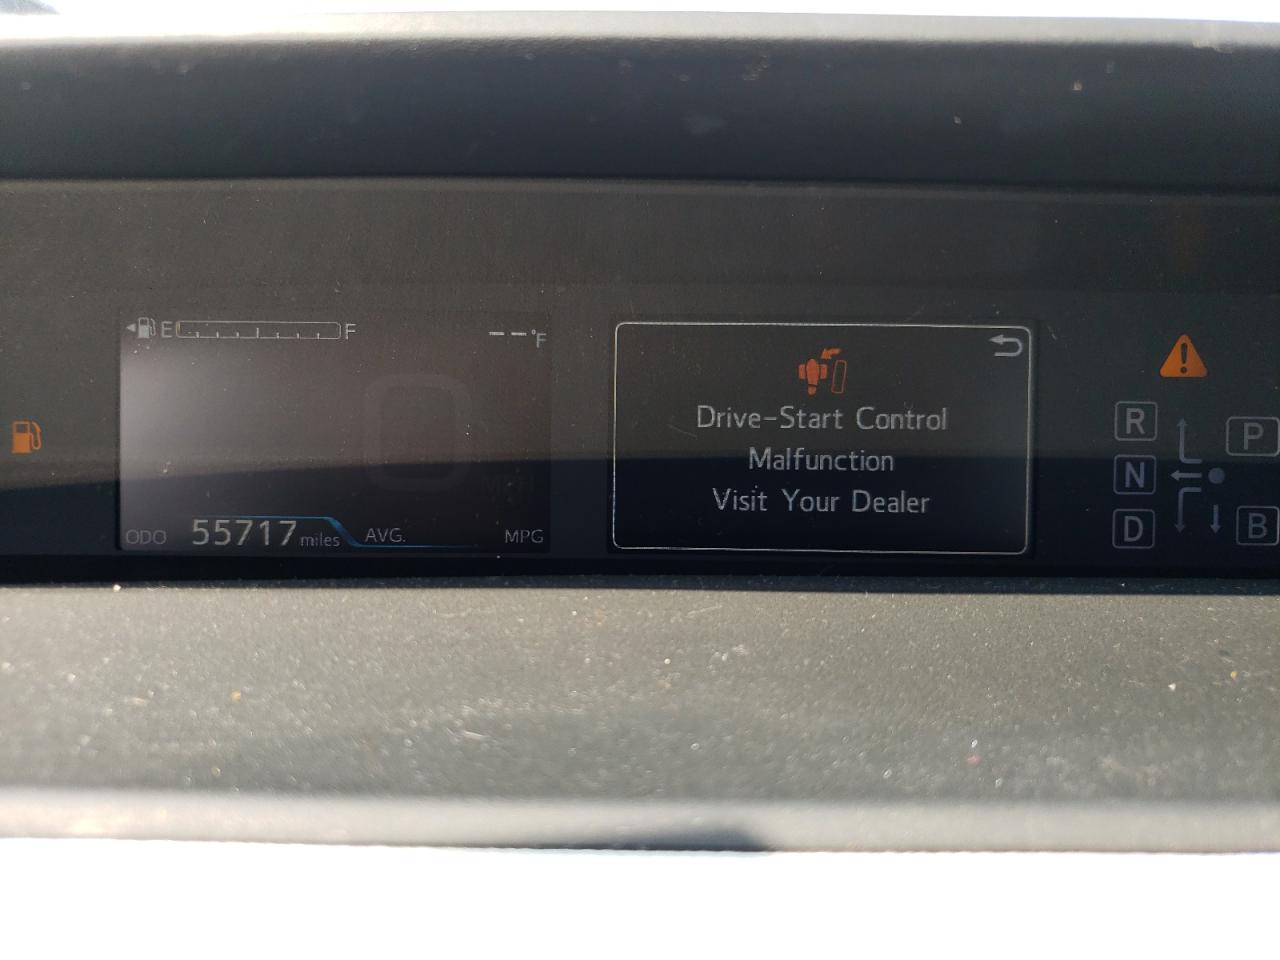 E F
-- °F
ODO 55717 miles AVG. MPG
Drive-Start Control
Malfunction
Visit Your Dealer
R
P
N
D
B